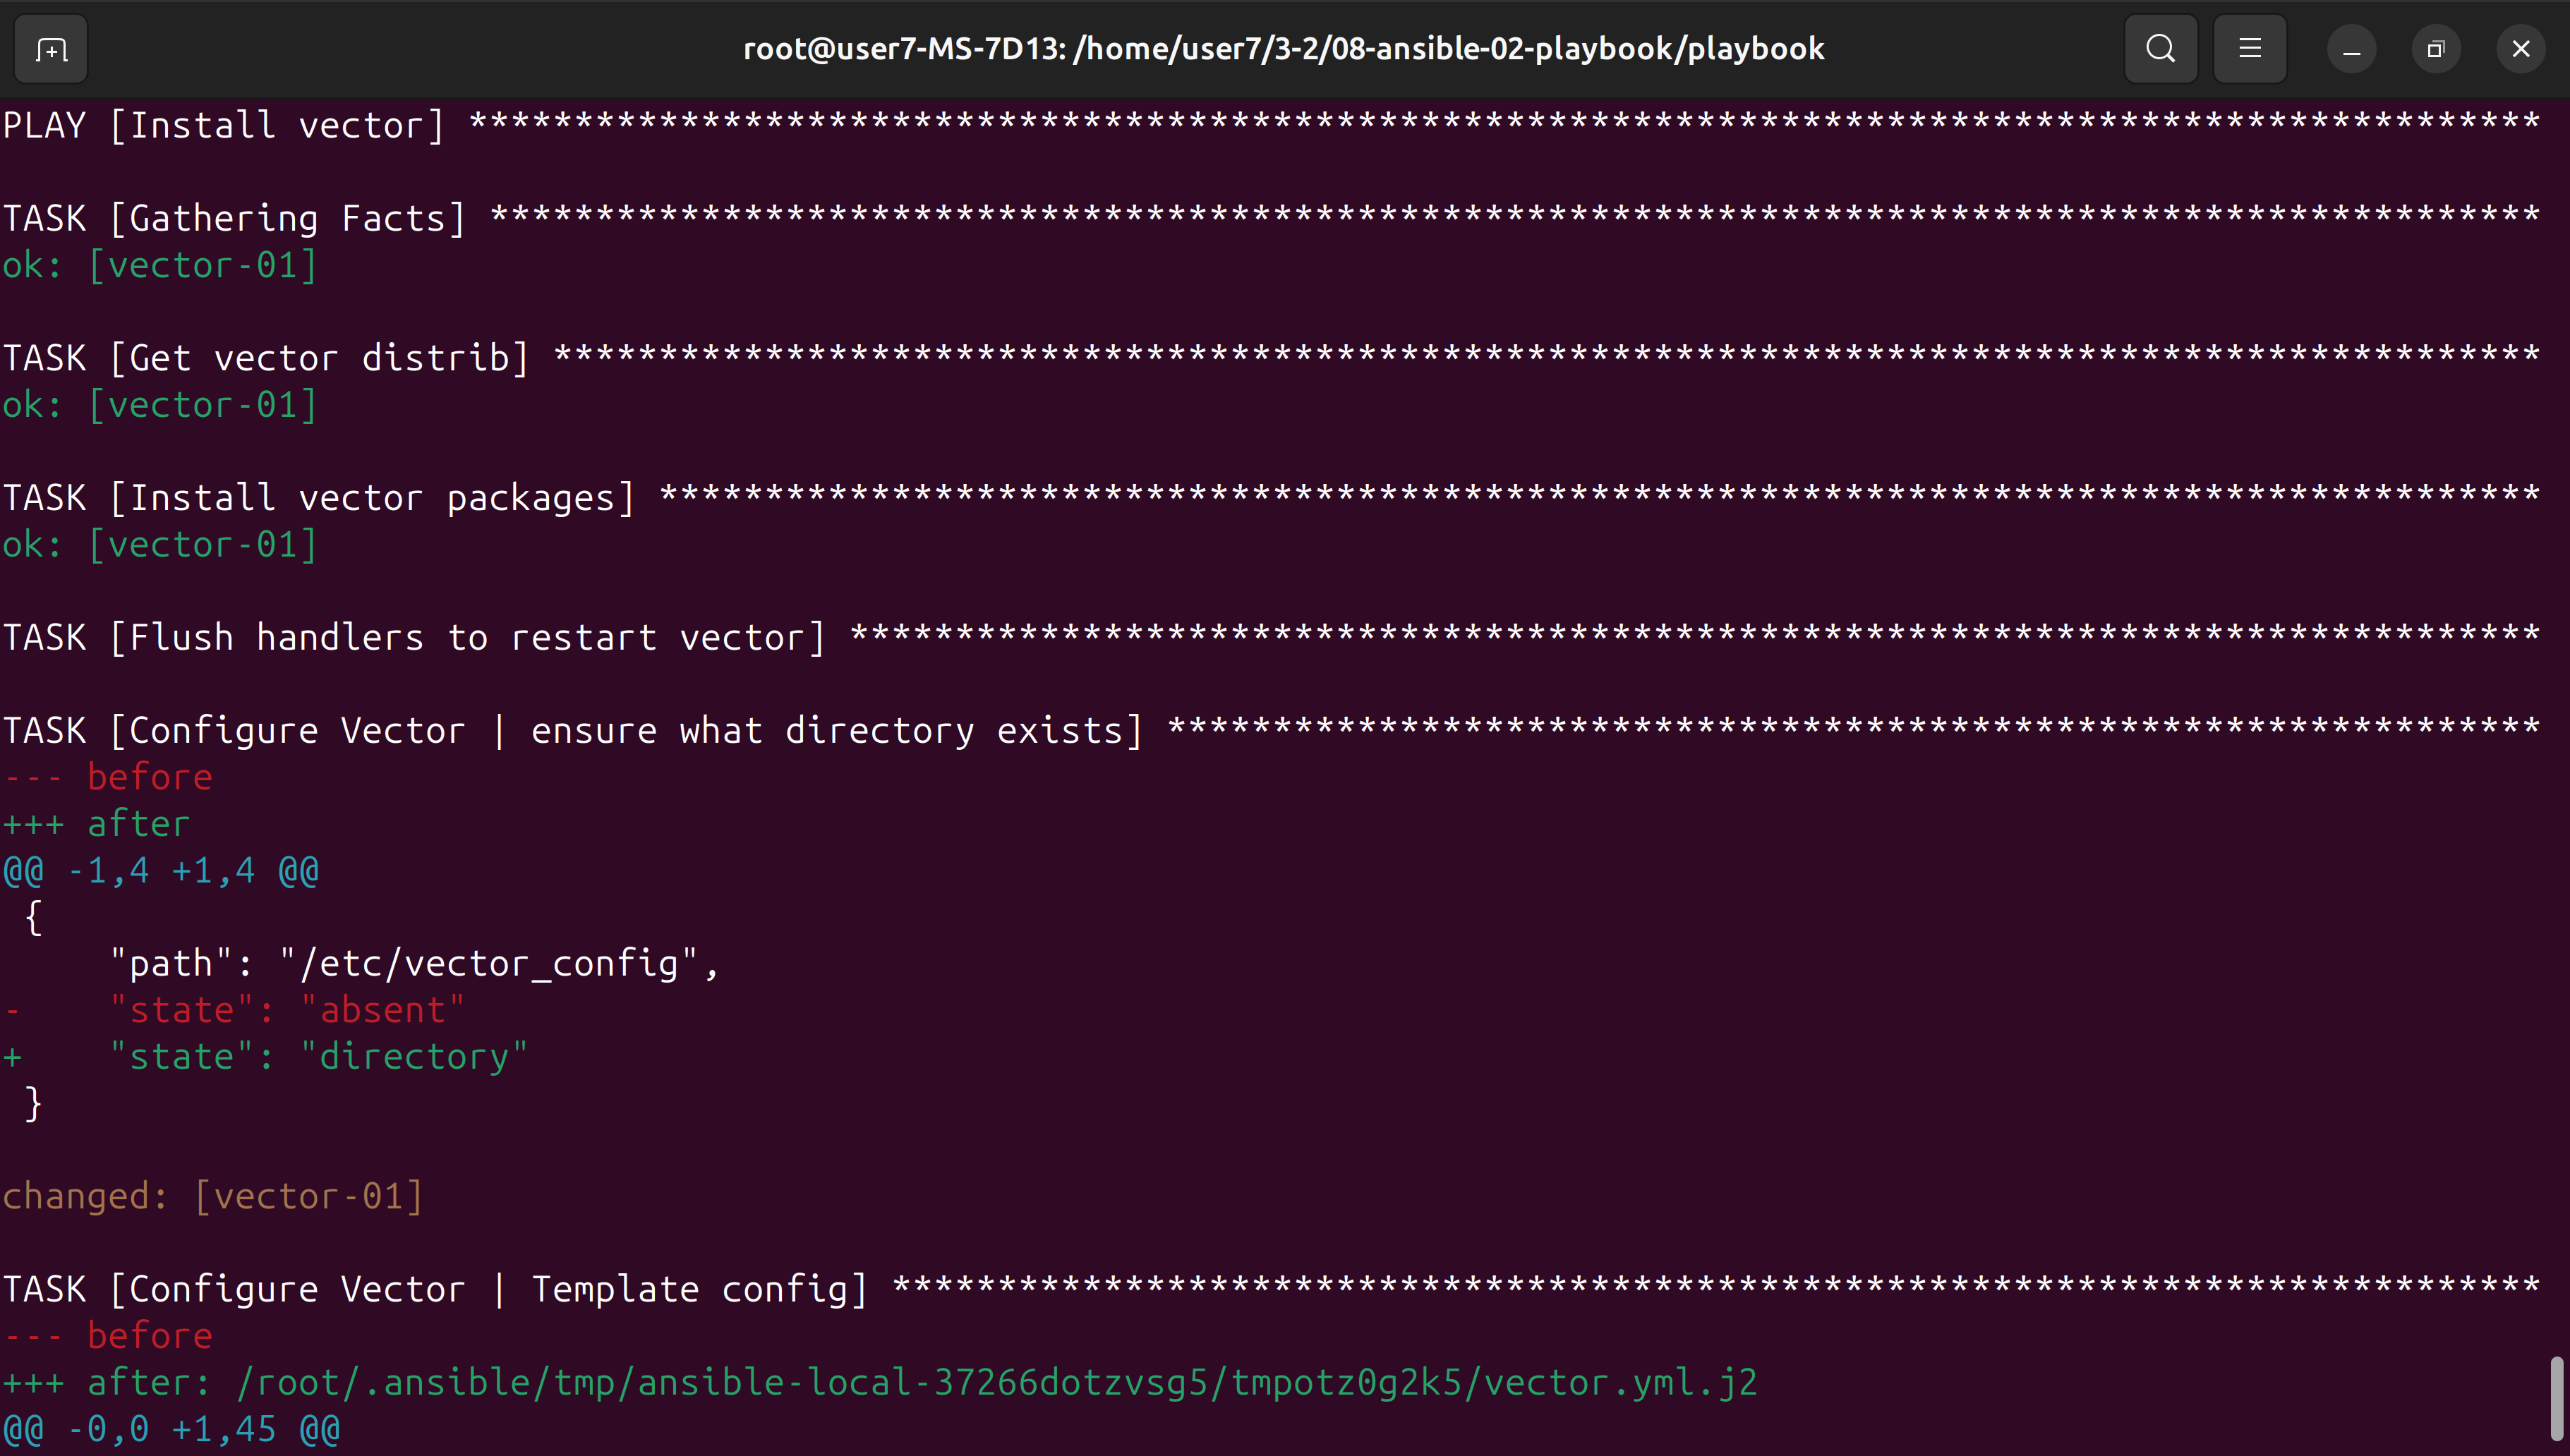 root@user7-MS-7D13: /home/user7/3-2/08-ansible-02-playbook/playbook
PLAY [Install vector] **************************************************************************************************
TASK [Gathering Facts] *************************************************************************************************
ok: [vector-01]
TASK [Get vector distrib] **********************************************************************************************
ok: [vector-01]
TASK [Install vector packages] *****************************************************************************************
ok: [vector-01]
TASK [Flush handlers to restart vector] ********************************************************************************
TASK [Configure Vector | ensure what directory exists] *****************************************************************
--- before
+++ after
@@ -1,4 +1,4 @@
 {
     "path": "/etc/vector_config",
-    "state": "absent"
+    "state": "directory"
 }
changed: [vector-01]
TASK [Configure Vector | Template config] ******************************************************************************
--- before
+++ after: /root/.ansible/tmp/ansible-local-37266dotzvsg5/tmpotz0g2k5/vector.yml.j2
@@ -0,0 +1,45 @@